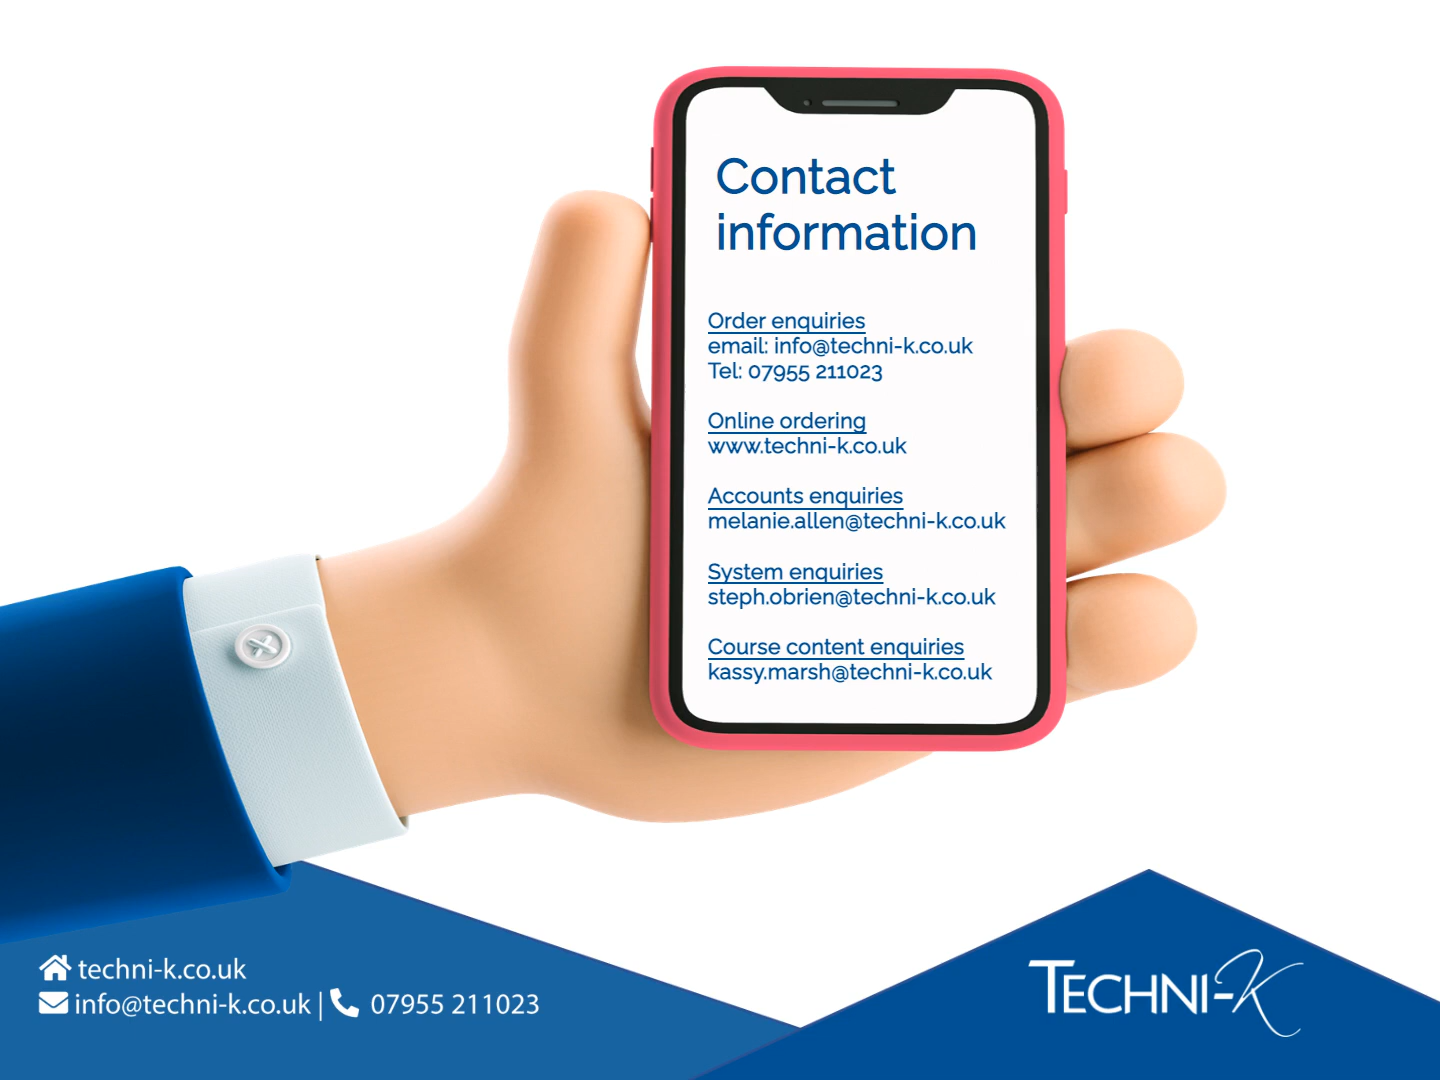 Contact
information
Order enquiries
email: info@techni-k.co.uk
Tel: 07955 211023
Online ordering
www.techni-k.co.uk
Accounts enquiries
melanie.allen@techni-k.co.uk
System enquiries
steph.obrien@techni-k.co.uk
Course content enquiries
kassy.marsh@techni-k.co.uk
techni-k.co.uk
info@techni-k.co.uk | 07955 211023
TECHNI-K